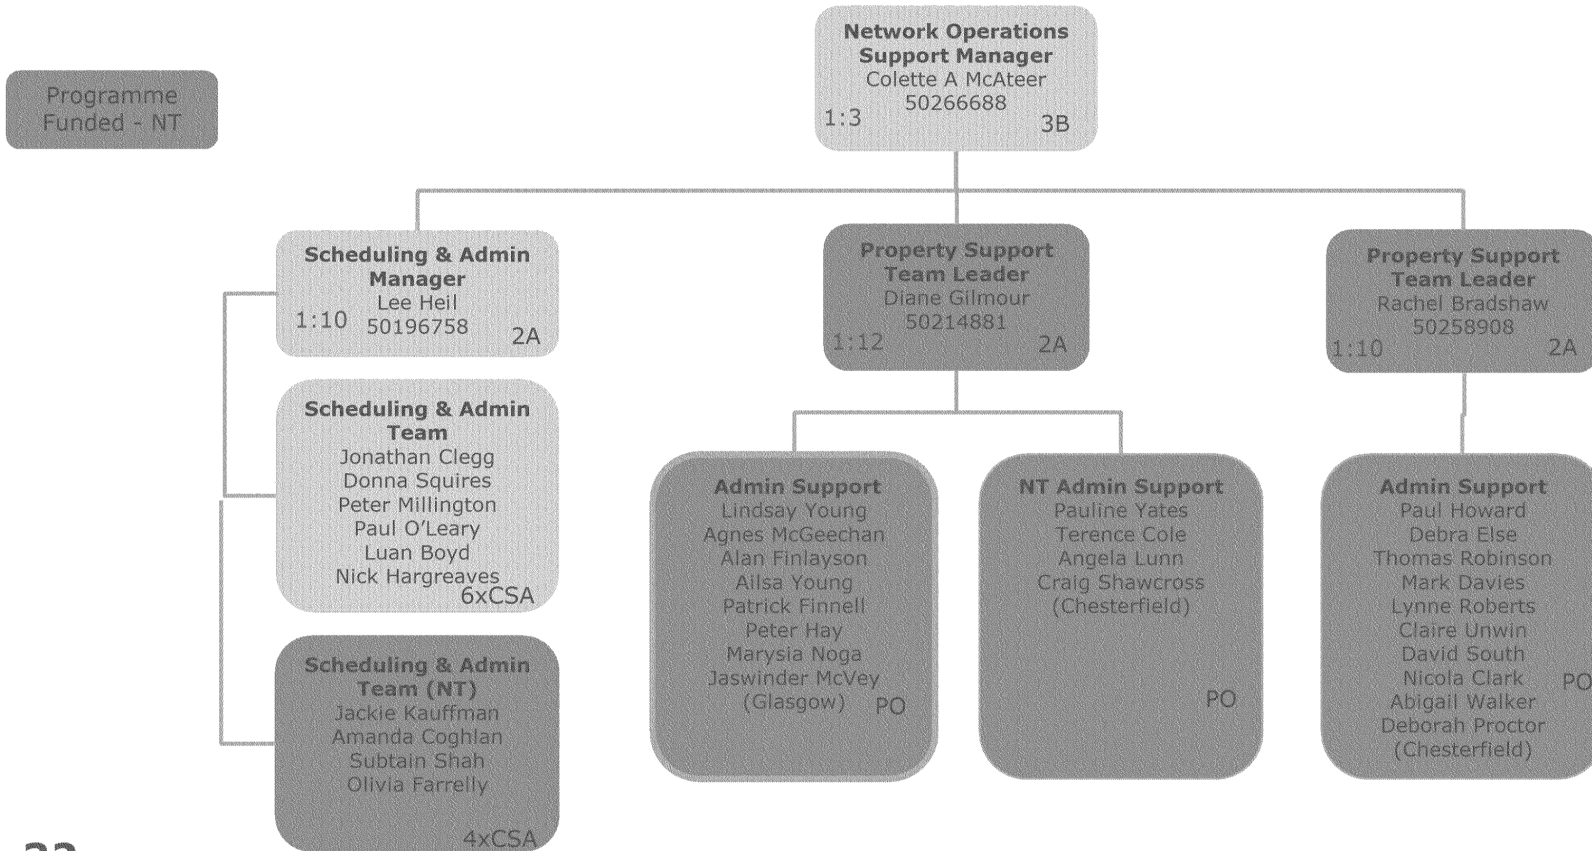 Network Operations
Support Manager
Colette A McAteer
50266688
1:3
3B
Programme
Funded - NT
Scheduling & Admin
Manager
Lee Heil
1:10 50196758
2A
Property Support
Team Leader
Diane Gilmour
50214881
1:12
2A
Property Support
Team Leader
Rachel Bradshaw
50258908
1:10
2A
Scheduling & Admin
Team
Jonathan Clegg
Donna Squires
Peter Millington
Paul O'Leary
Luan Boyd
Nick Hargreaves
6xCSA
Scheduling & Admin
Team (NT)
Jackie Kauffman
Amanda Coghlan
Subtain Shah
Olivia Farrelly
4xCSA
Admin Support
Lindsay Young
Agnes McGeechan
Alan Finlayson
Ailsa Young
Patrick Finnell
Peter Hay
Marysia Noga
Jaswinder McVey
(Glasgow)
PO
NT Admin Support
Pauline Yates
Terence Cole
Angela Lunn
Craig Shawcross
(Chesterfield)
PO
Admin Support
Paul Howard
Debra Else
Thomas Robinson
Mark Davies
Lynne Roberts
Claire Unwin
David South
Nicola Clark
PO
Abigail Walker
Deborah Proctor
(Chesterfield)